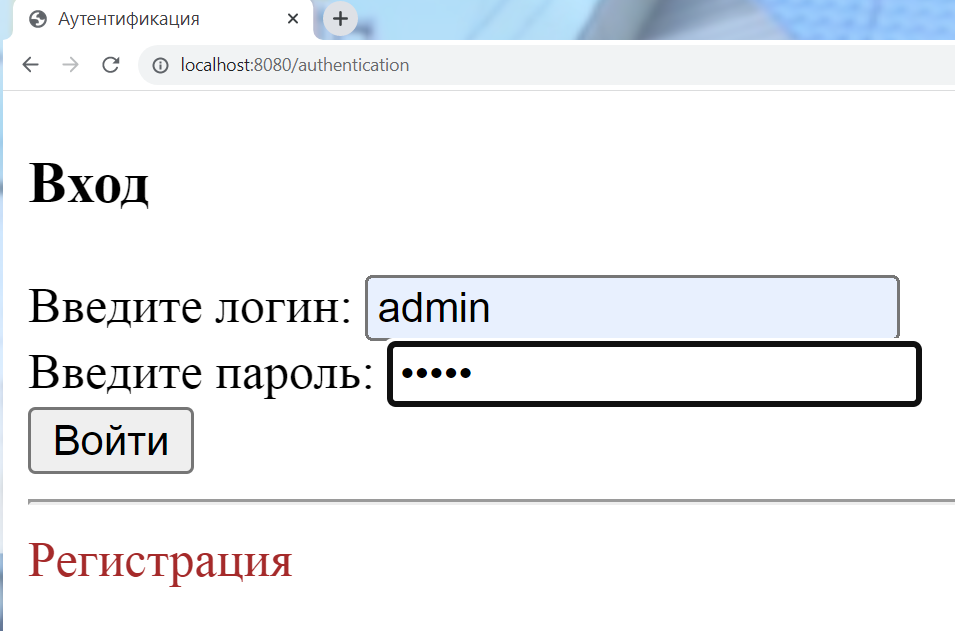 Аутентификация
localhost:8080/authentication
Вход
Введите логин: admin
Введите пароль: •••••
Войти
Регистрация